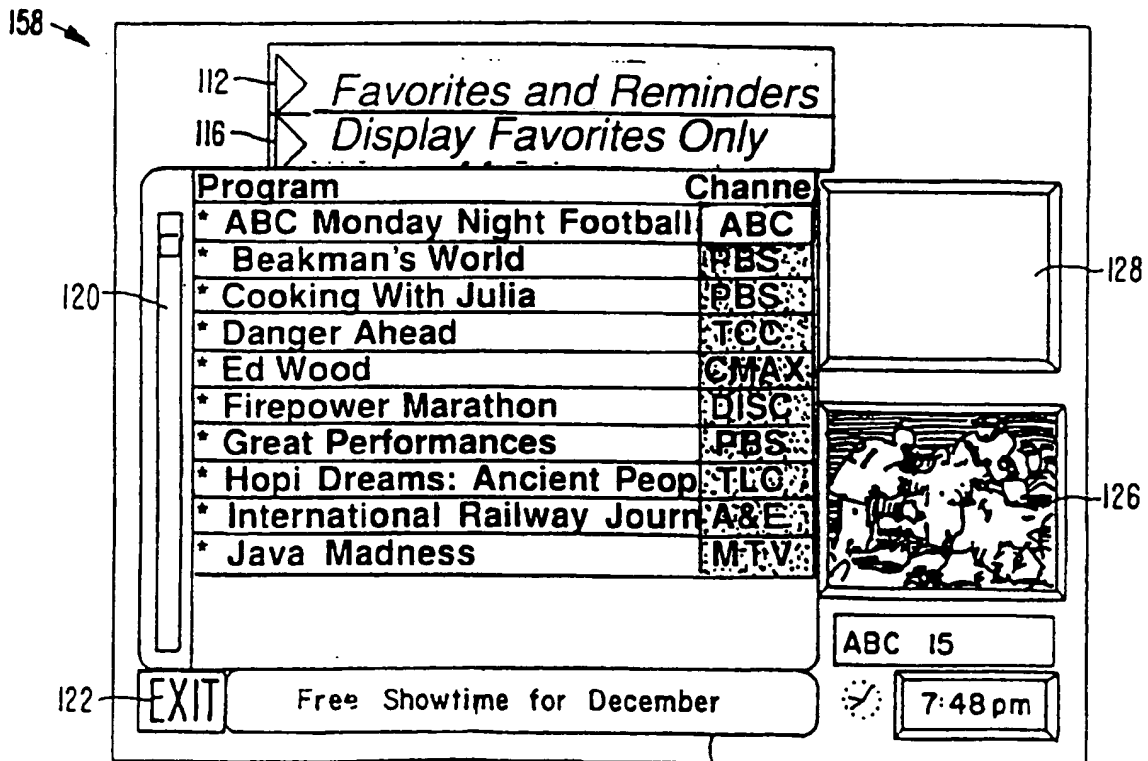 158
112
Favorites and Reminders
116
Display Favorites Only
Program Channe
* ABC Monday Night Football ABC
* Beakman's World PBS
* Cooking With Julia PBS
* Danger Ahead TCC
* Ed Wood CMAX
* Firepower Marathon DISC
* Great Performances PBS
* Hopi Dreams: Ancient Peop TLC
* International Railway Journ A&E
* Java Madness MTV
120
128
126
ABC 15
122
EXIT
Free Showtime for December
7:48 pm